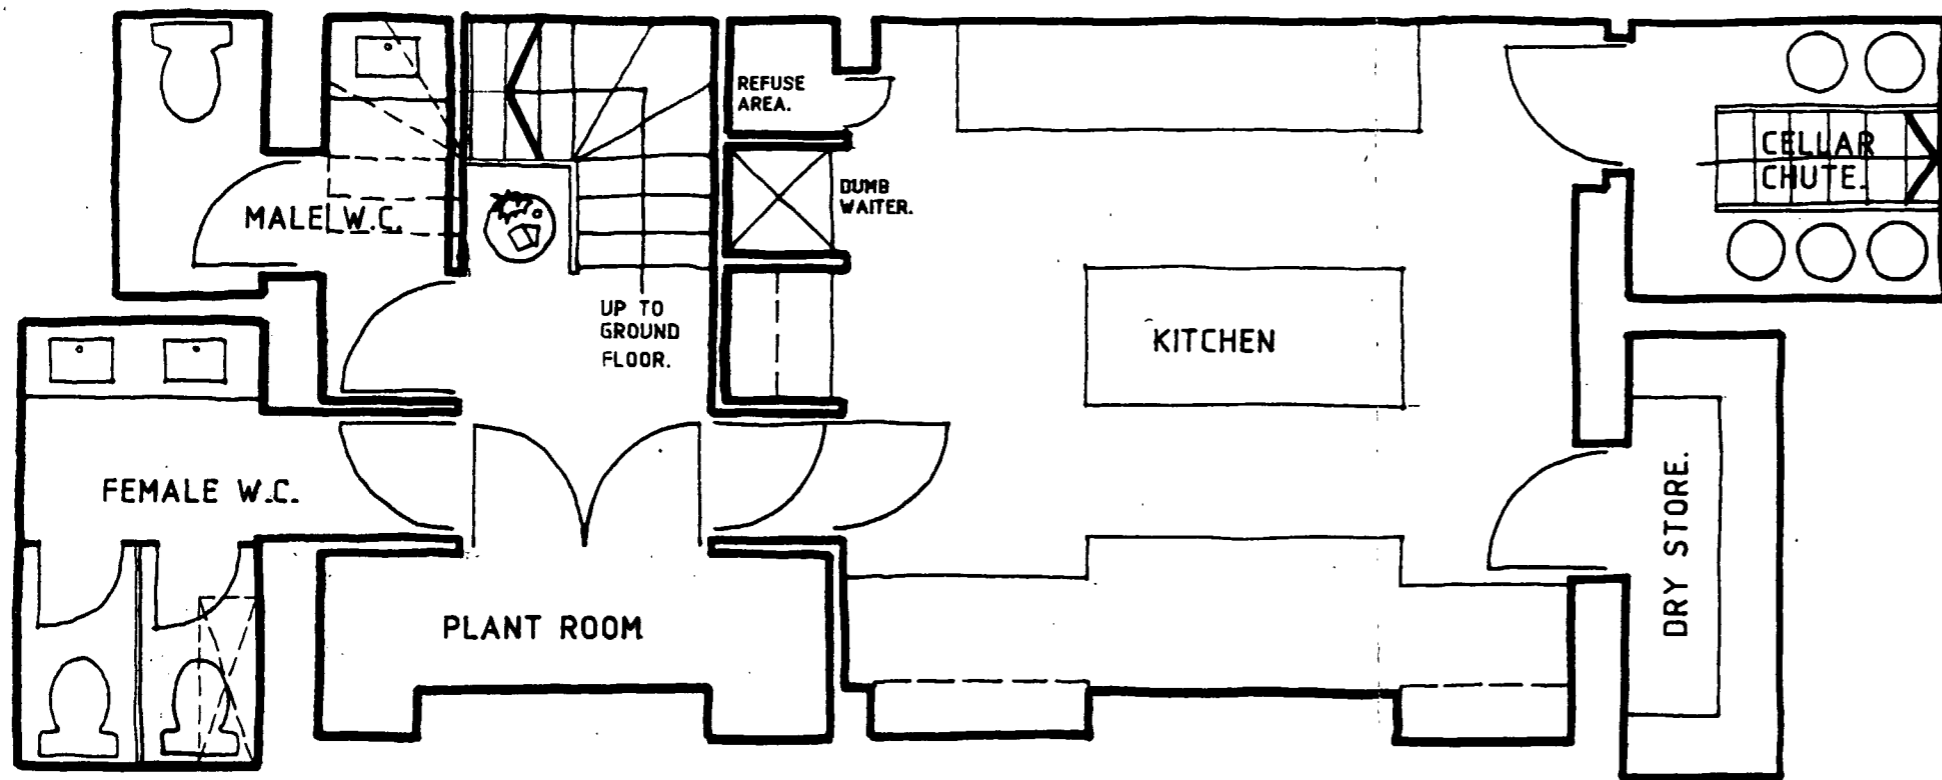 REFUSE
AREA.
CELLAR
CHUTE.
DUMB
WAITER.
MALE W.C.
UP TO
GROUND
FLOOR.
KITCHEN
FEMALE W.C.
DRY STORE.
PLANT ROOM